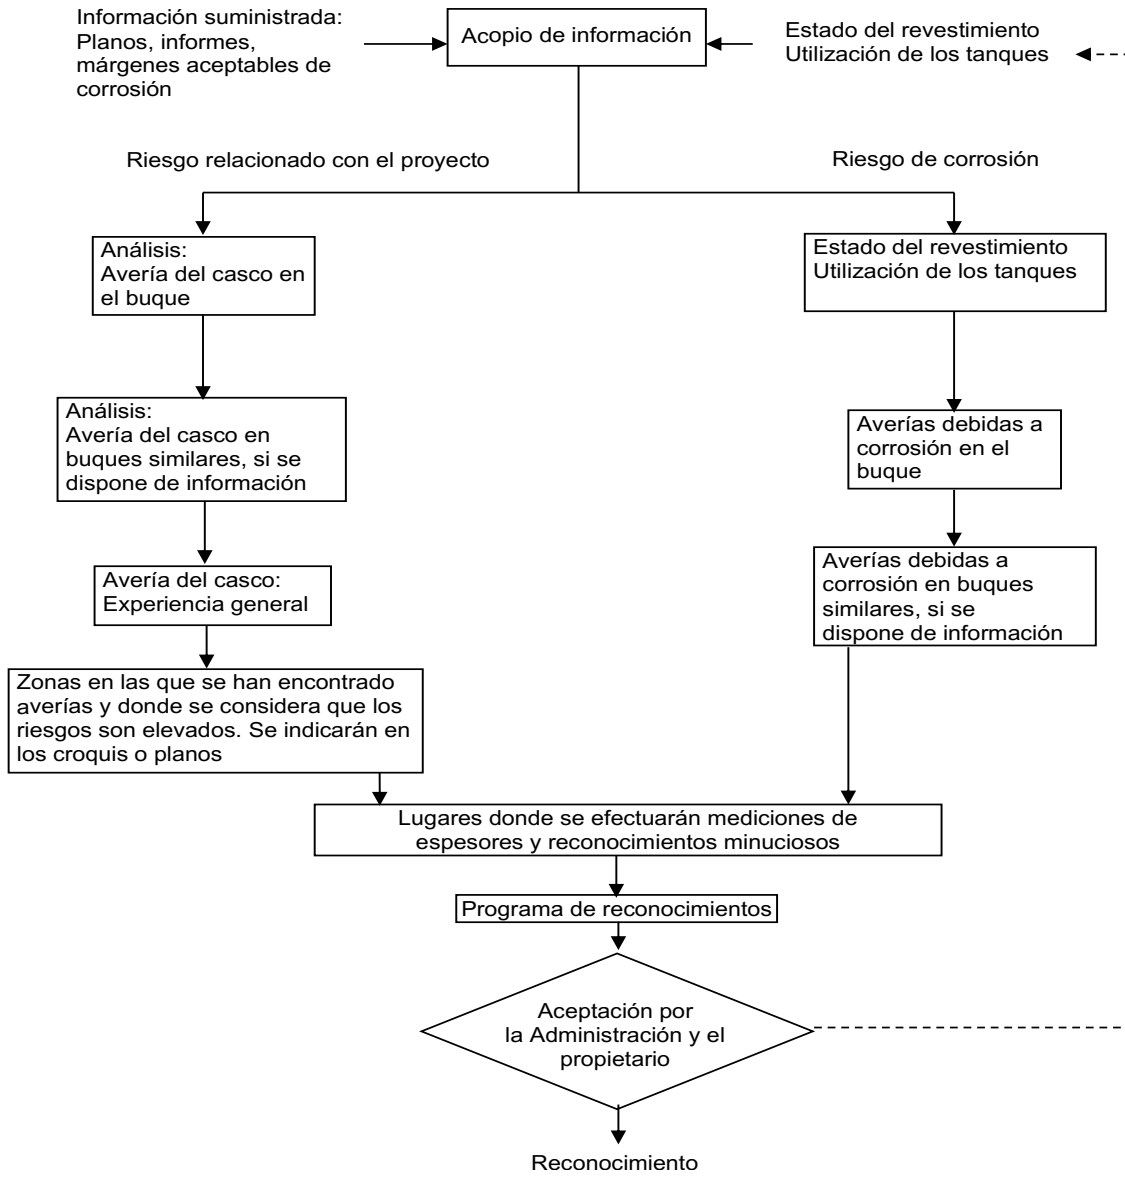 Información suministrada:
Planos, informes,
márgenes aceptables de
corrosión
Acopio de información
Estado del revestimiento
Utilización de los tanques
Riesgo relacionado con el proyecto
Riesgo de corrosión
Análisis:
Avería del casco en
el buque
Estado del revestimiento
Utilización de los tanques
Análisis:
Avería del casco en
buques similares, si se
dispone de información
Averías debidas a
corrosión en el
buque
Avería del casco:
Experiencia general
Averías debidas a
corrosión en buques
similares, si se
dispone de información
Zonas en las que se han encontrado
averías y donde se considera que los
riesgos son elevados. Se indicarán en
los croquis o planos
Lugares donde se efectuarán mediciones de
espesores y reconocimientos minuciosos
Programa de reconocimientos
Aceptación por
la Administración y el
propietario
Reconocimiento